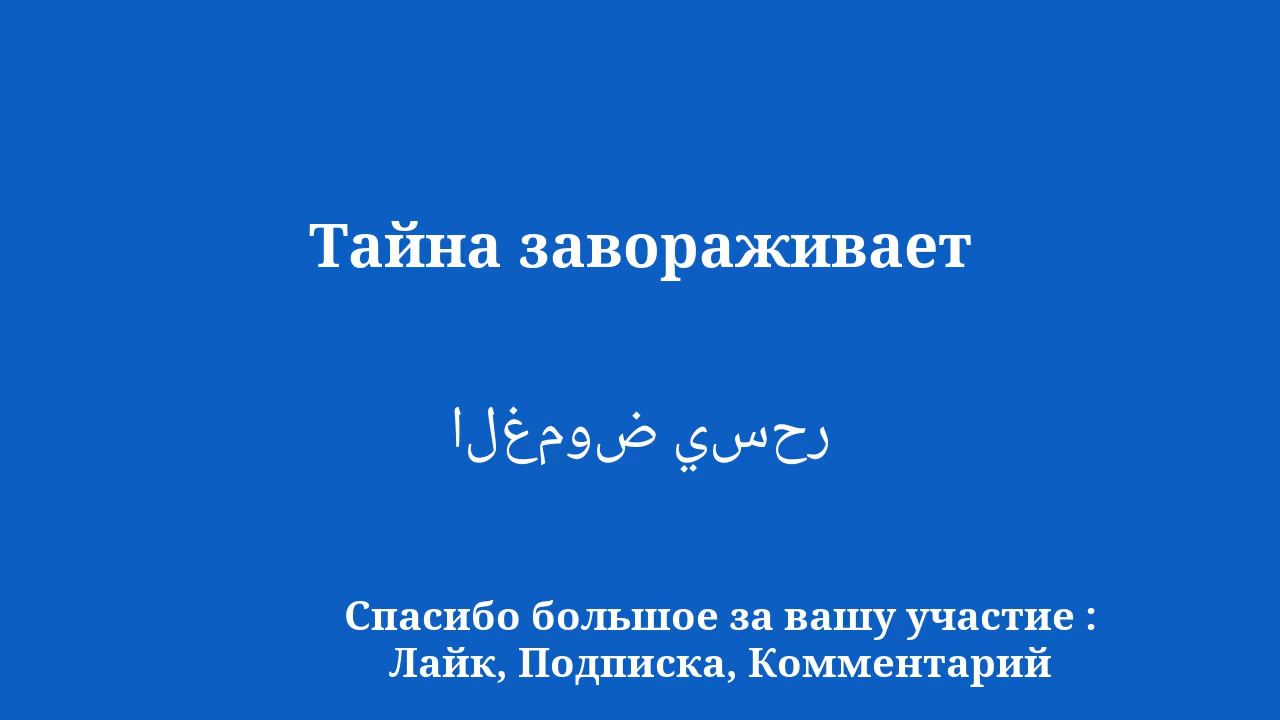 Тайна завораживает
الغموض يسحر
Спасибо большое за вашу участие :
Лайк, Подписка, Комментарий